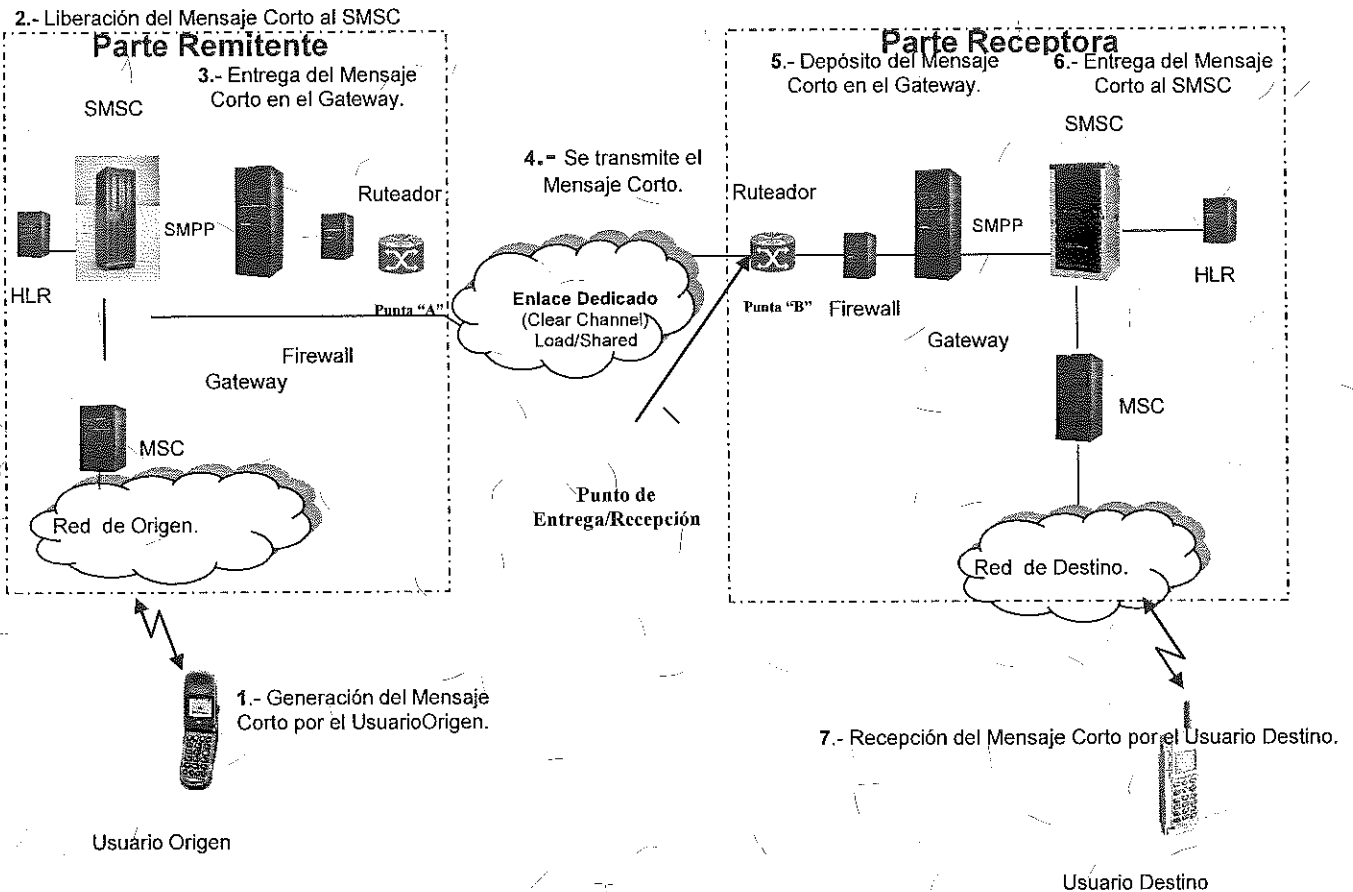 2.- Liberación del Mensaje Corto al SMSC
Parte Remitente
3.- Entrega del Mensaje
Corto en el Gateway.
SMSC
SMPP
Ruteador
HLR
Punta “A”
Firewall
Gateway
MSC
Red de Origen.
1.- Generación del Mensaje
Corto por el UsuarioOrigen.
Usuario Origen
4.- Se transmite el
Mensaje Corto.
Enlace Dedicado
(Clear Channel)
Load/Shared
Punto de
Entrega/Recepción
Parte Receptora
5.- Depósito del Mensaje
Corto en el Gateway.
6.- Entrega del Mensaje
Corto al SMSC
SMSC
Ruteador
SMPP
Punta “B”
Firewall
HLR
Gateway
MSC
Red de Destino.
7.- Recepción del Mensaje Corto por el Usuario Destino.
Usuario Destino